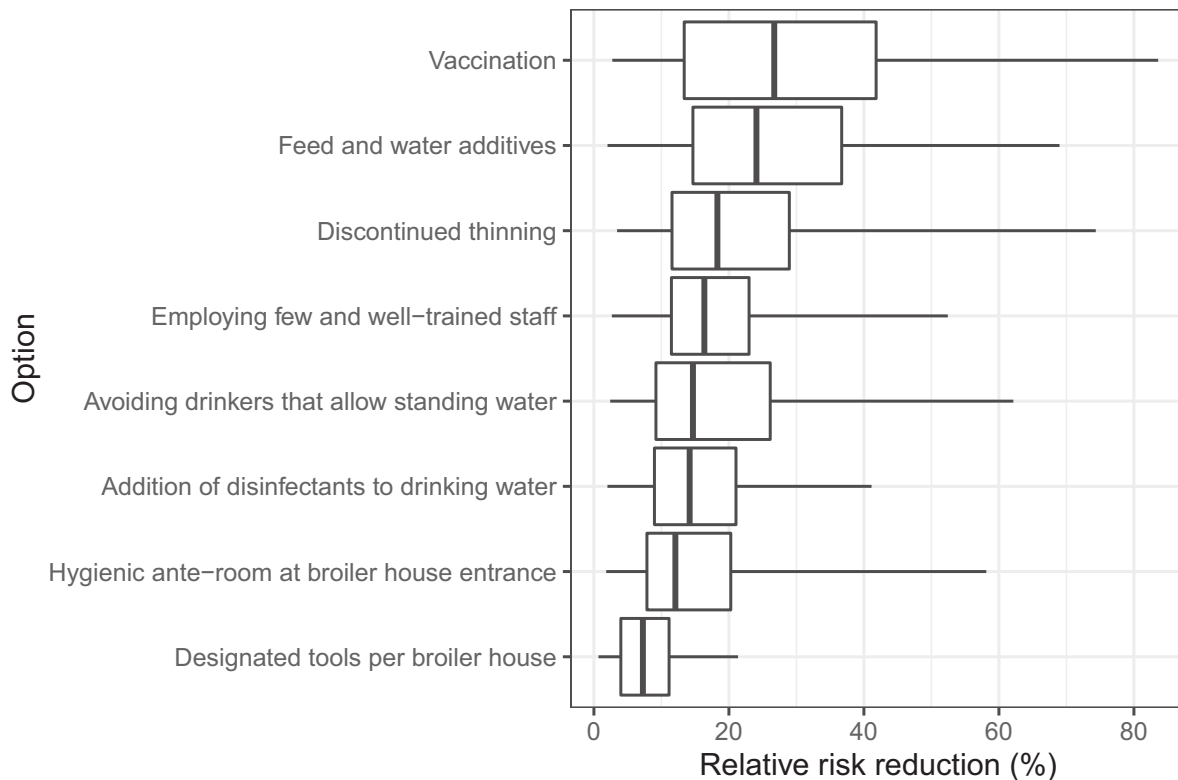 Vaccination
Feed and water additives
Discontinued thinning
Employing few and well−trained staff
Avoiding drinkers that allow standing water
Addition of disinfectants to drinking water
Hygienic ante−room at broiler house entrance
Designated tools per broiler house
Option
0 20 40 60 80
Relative risk reduction (%)